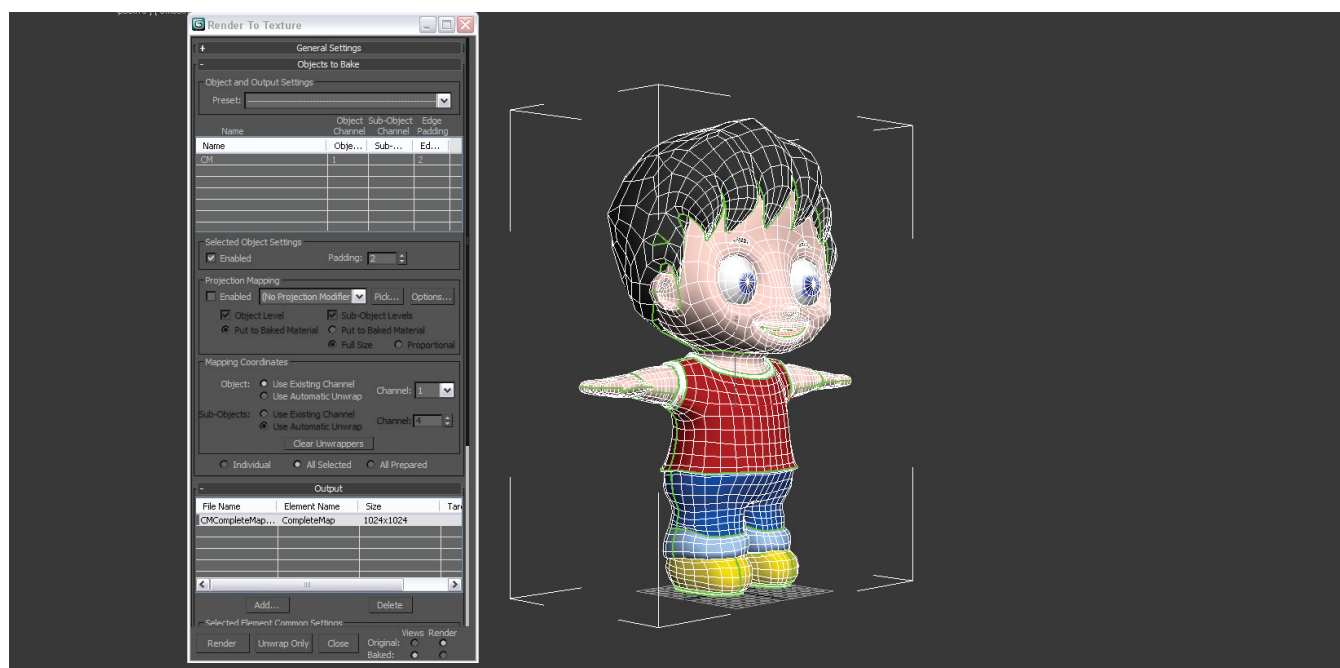 Render To Texture
+ General Settings
- Objects to Bake
Object and Output Settings
Preset:
Object Sub-Object Edge
Name Channel Channel Padding
Name Obje... Sub-... Ed...
CM 1 2
Selected Object Settings
Enabled Padding: 2
Projection Mapping
Enabled (No Projection Modifier Pick... Options...
Object Level Sub-Object Levels
Put to Baked Material Put to Baked Material
Full Size Proportional
Mapping Coordinates
Object: Use Existing Channel Channel: 1
Use Automatic Unwrap
Sub-Objects: Use Existing Channel Channel: 4
Use Automatic Unwrap
Clear Unwrappers
Individual All Selected All Prepared
- Output
File Name Element Name Size Tar
CMCompleteMap... CompleteMap 1024x1024
Add... Delete
Selected Element Common Settings
Views Render
Render Unwrap Only Close Original:
Baked: